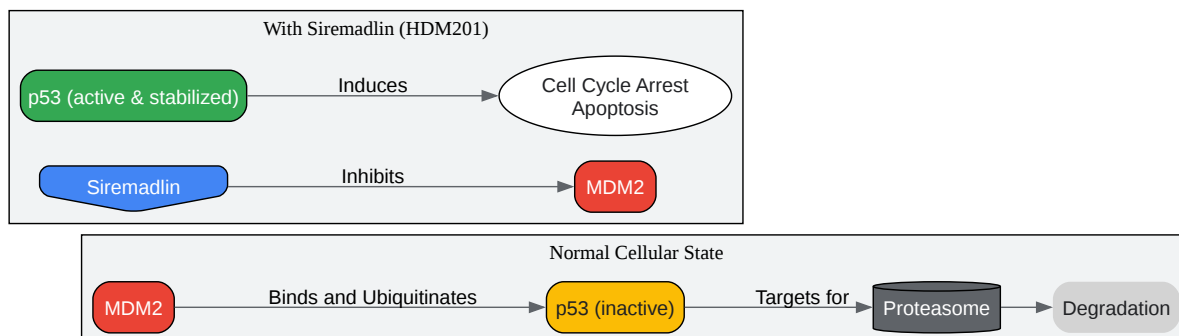 With Siremadlin (HDM201)
p53 (active & stabilized)
Induces
Cell Cycle Arrest
Apoptosis
Siremadlin
Inhibits
MDM2
Normal Cellular State
MDM2
Binds and Ubiquitinates
p53 (inactive)
Targets for
Proteasome
Degradation